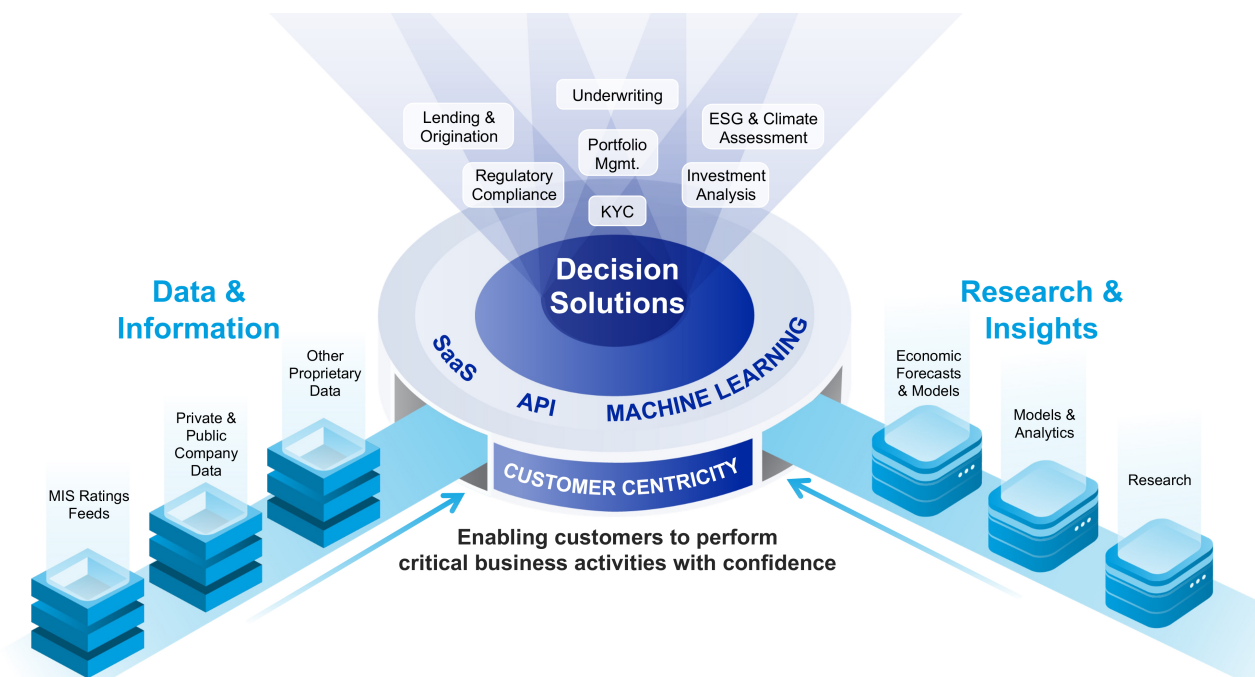 Underwriting
Lending &
Origination
ESG & Climate
Assessment
Portfolio
Mgmt.
Regulatory
Compliance
Investment
Analysis
KYC
Decision
Solutions
SaaS
API
MACHINE LEARNING
CUSTOMER CENTRICITY
Data &
Information
Other
Proprietary
Data
Private &
Public
Company
Data
MIS Ratings
Feeds
Research &
Insights
Economic
Forecasts
& Models
Models &
Analytics
Research
Enabling customers to perform
critical business activities with confidence